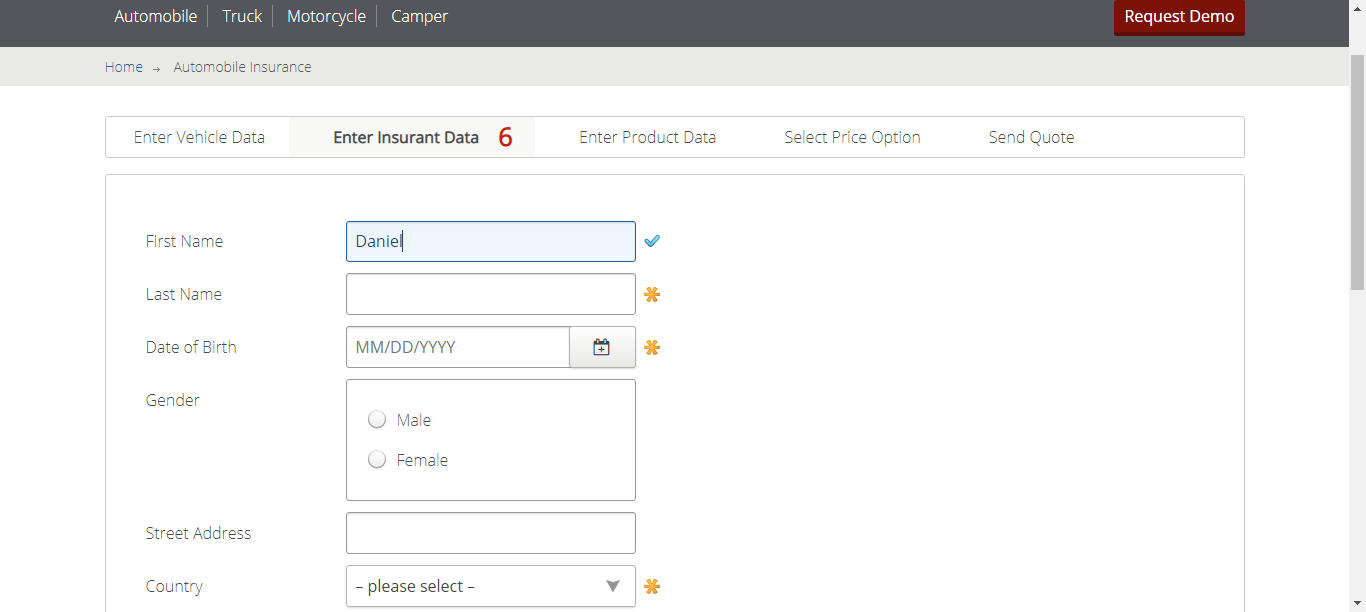 Automobile Truck Motorcycle Camper Request Demo
Home → Automobile Insurance
Enter Vehicle Data Enter Insurant Data 6 Enter Product Data Select Price Option Send Quote
First Name Daniel
Last Name
Date of Birth MM/DD/YYYY
Gender
Male
Female
Street Address
Country – please select –